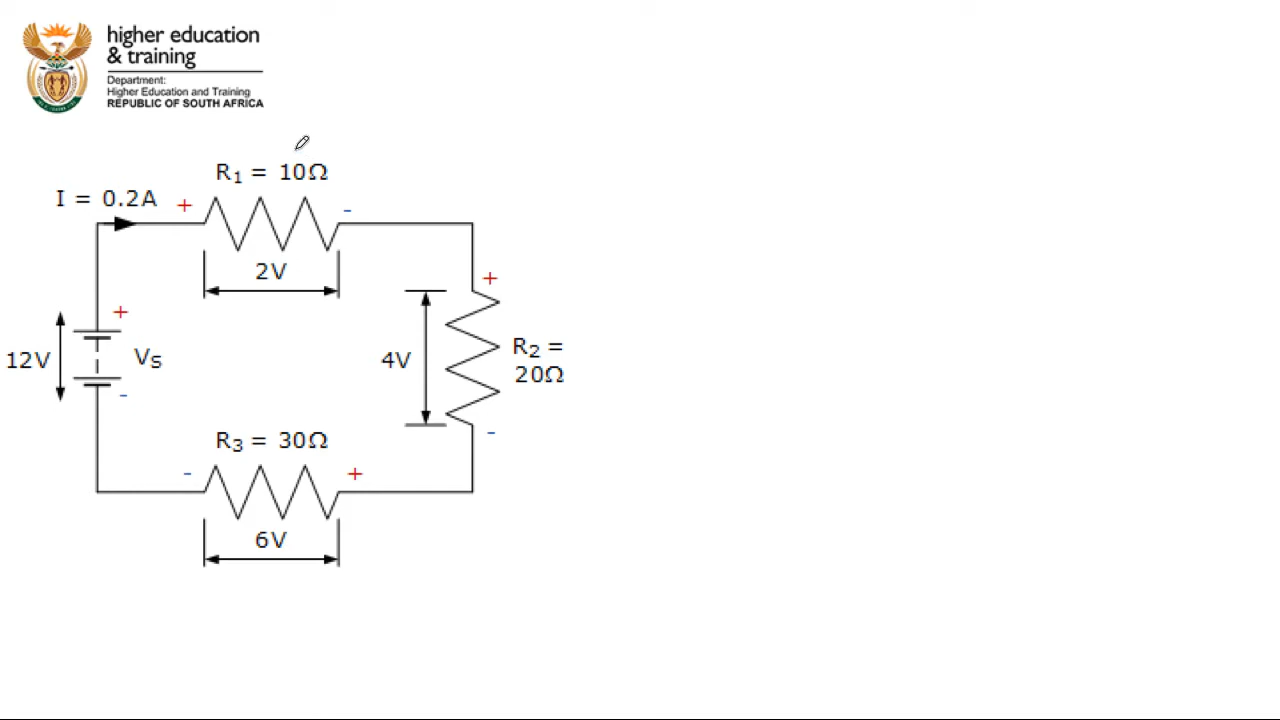 higher education
& training
Department:
Higher Education and Training
REPUBLIC OF SOUTH AFRICA
R1 = 10Ω
I = 0.2A
+
-
2V
+
+
12V
VS
4V
R2 =
20Ω
-
-
R3 = 30Ω
-
+
6V